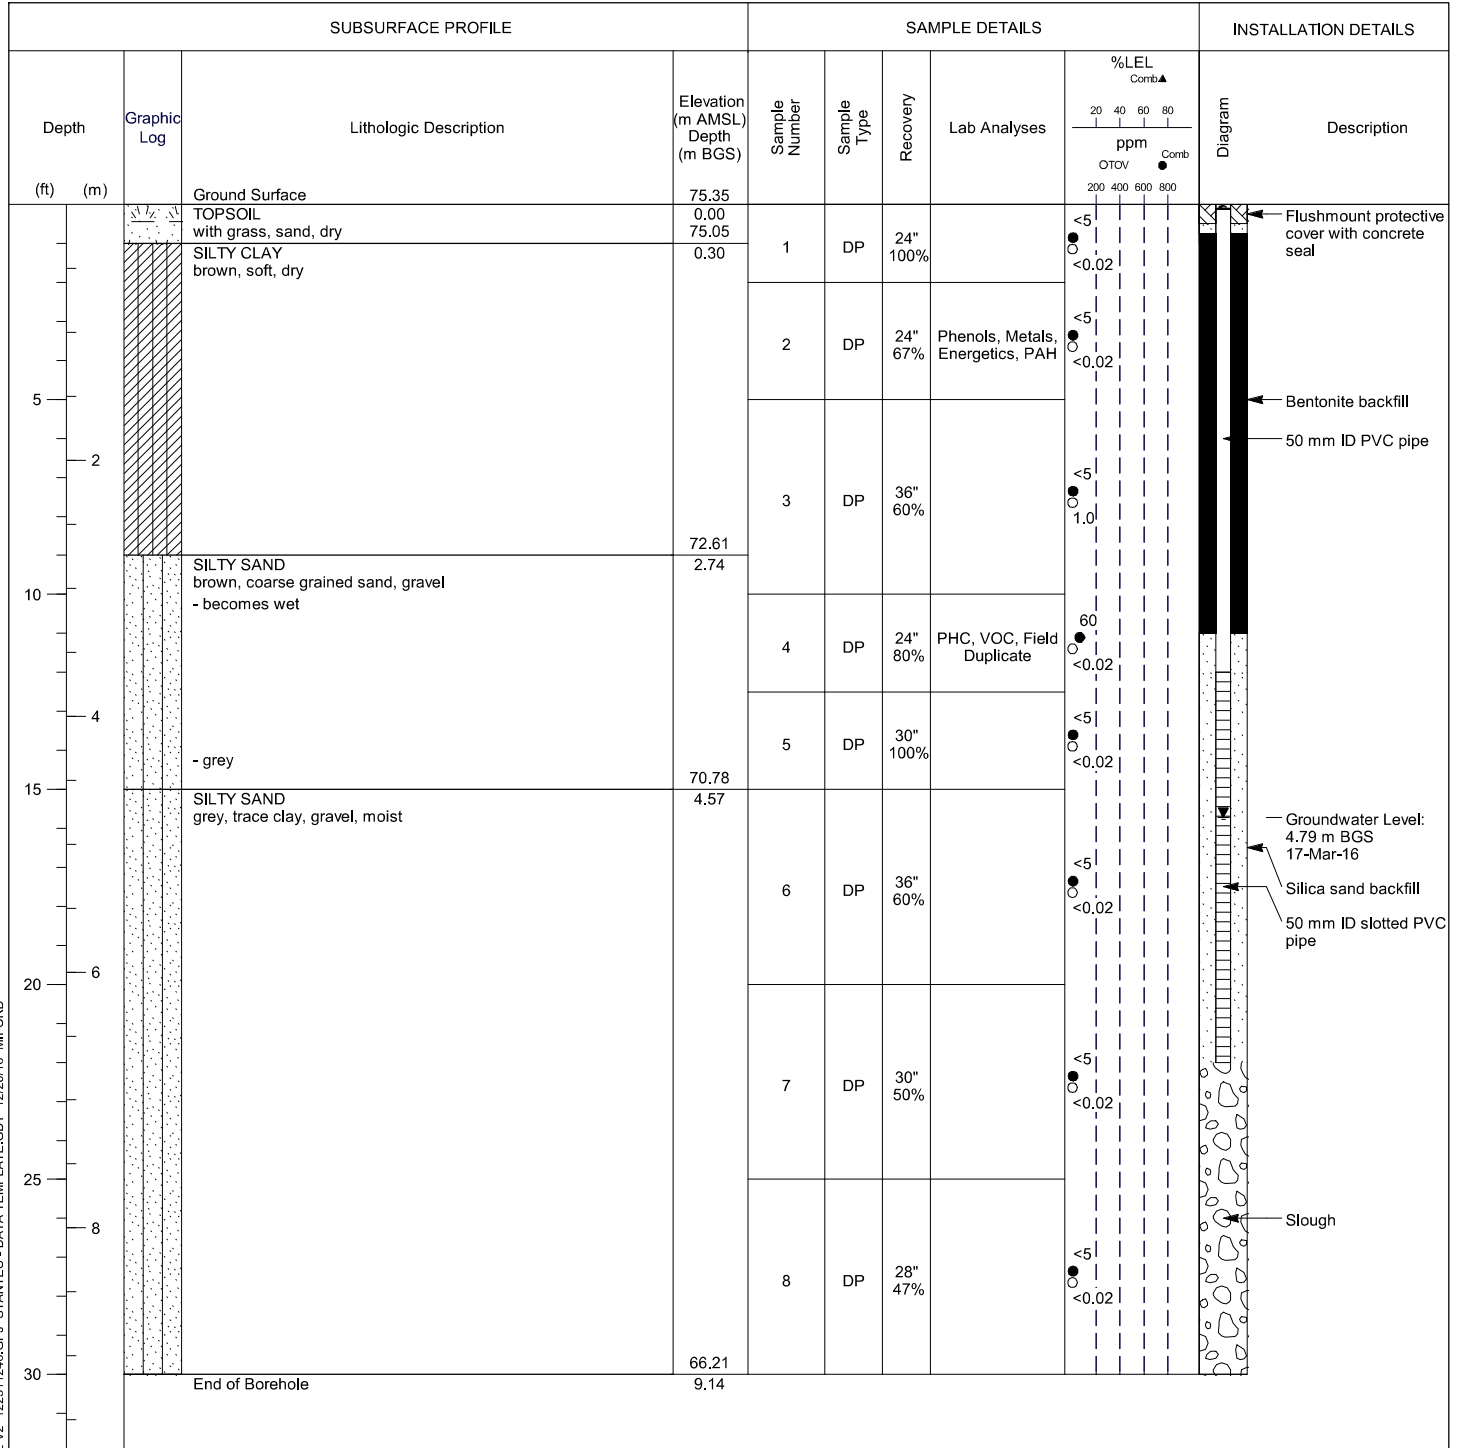 SUBSURFACE PROFILE
SAMPLE DETAILS
INSTALLATION DETAILS
Depth
(ft) (m)
Graphic
Log
Lithologic Description
Elevation
(m AMSL)
Depth
(m BGS)
Sample
Number
Sample
Type
Recovery
Lab Analyses
%LEL
Comb▲
20 40 60 80
ppm
OTOV ● Comb
200 400 600 800
Diagram
Description
Ground Surface 75.35
TOPSOIL 0.00
with grass, sand, dry 75.05
SILTY CLAY 0.30
brown, soft, dry
72.61
SILTY SAND 2.74
brown, coarse grained sand, gravel
- becomes wet
- grey
70.78
SILTY SAND 4.57
grey, trace clay, gravel, moist
66.21
End of Borehole 9.14
5
10
15
20
25
30
2
4
6
8
1 DP 24"
100%
<5
<0.02
2 DP 24"
67%
Phenols, Metals,
Energetics, PAH
<5
<0.02
3 DP 36"
60%
<5
1.0
4 DP 24"
80%
PHC, VOC, Field
Duplicate
60
<0.02
5 DP 30"
100%
<5
<0.02
6 DP 36"
60%
<5
<0.02
7 DP 30"
50%
<5
<0.02
8 DP 28"
47%
<5
<0.02
Flushmount protective
cover with concrete
seal
Bentonite backfill
50 mm ID PVC pipe
Groundwater Level:
4.79 m BGS
17-Mar-16
Silica sand backfill
50 mm ID slotted PVC
pipe
Slough